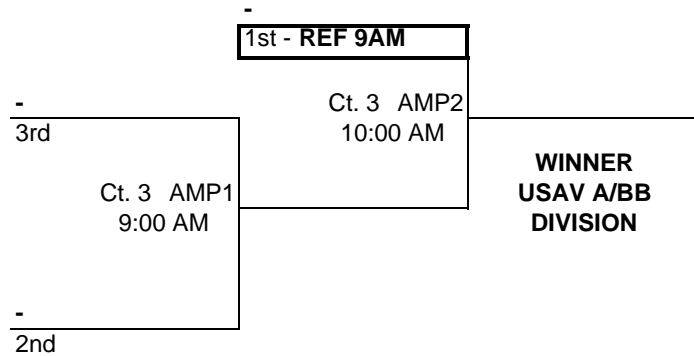 -
1st - REF 9AM
-
Ct. 3 AMP2
3rd
10:00 AM
WINNER
Ct. 3 AMP1
USAV A/BB
9:00 AM
DIVISION
-
2nd